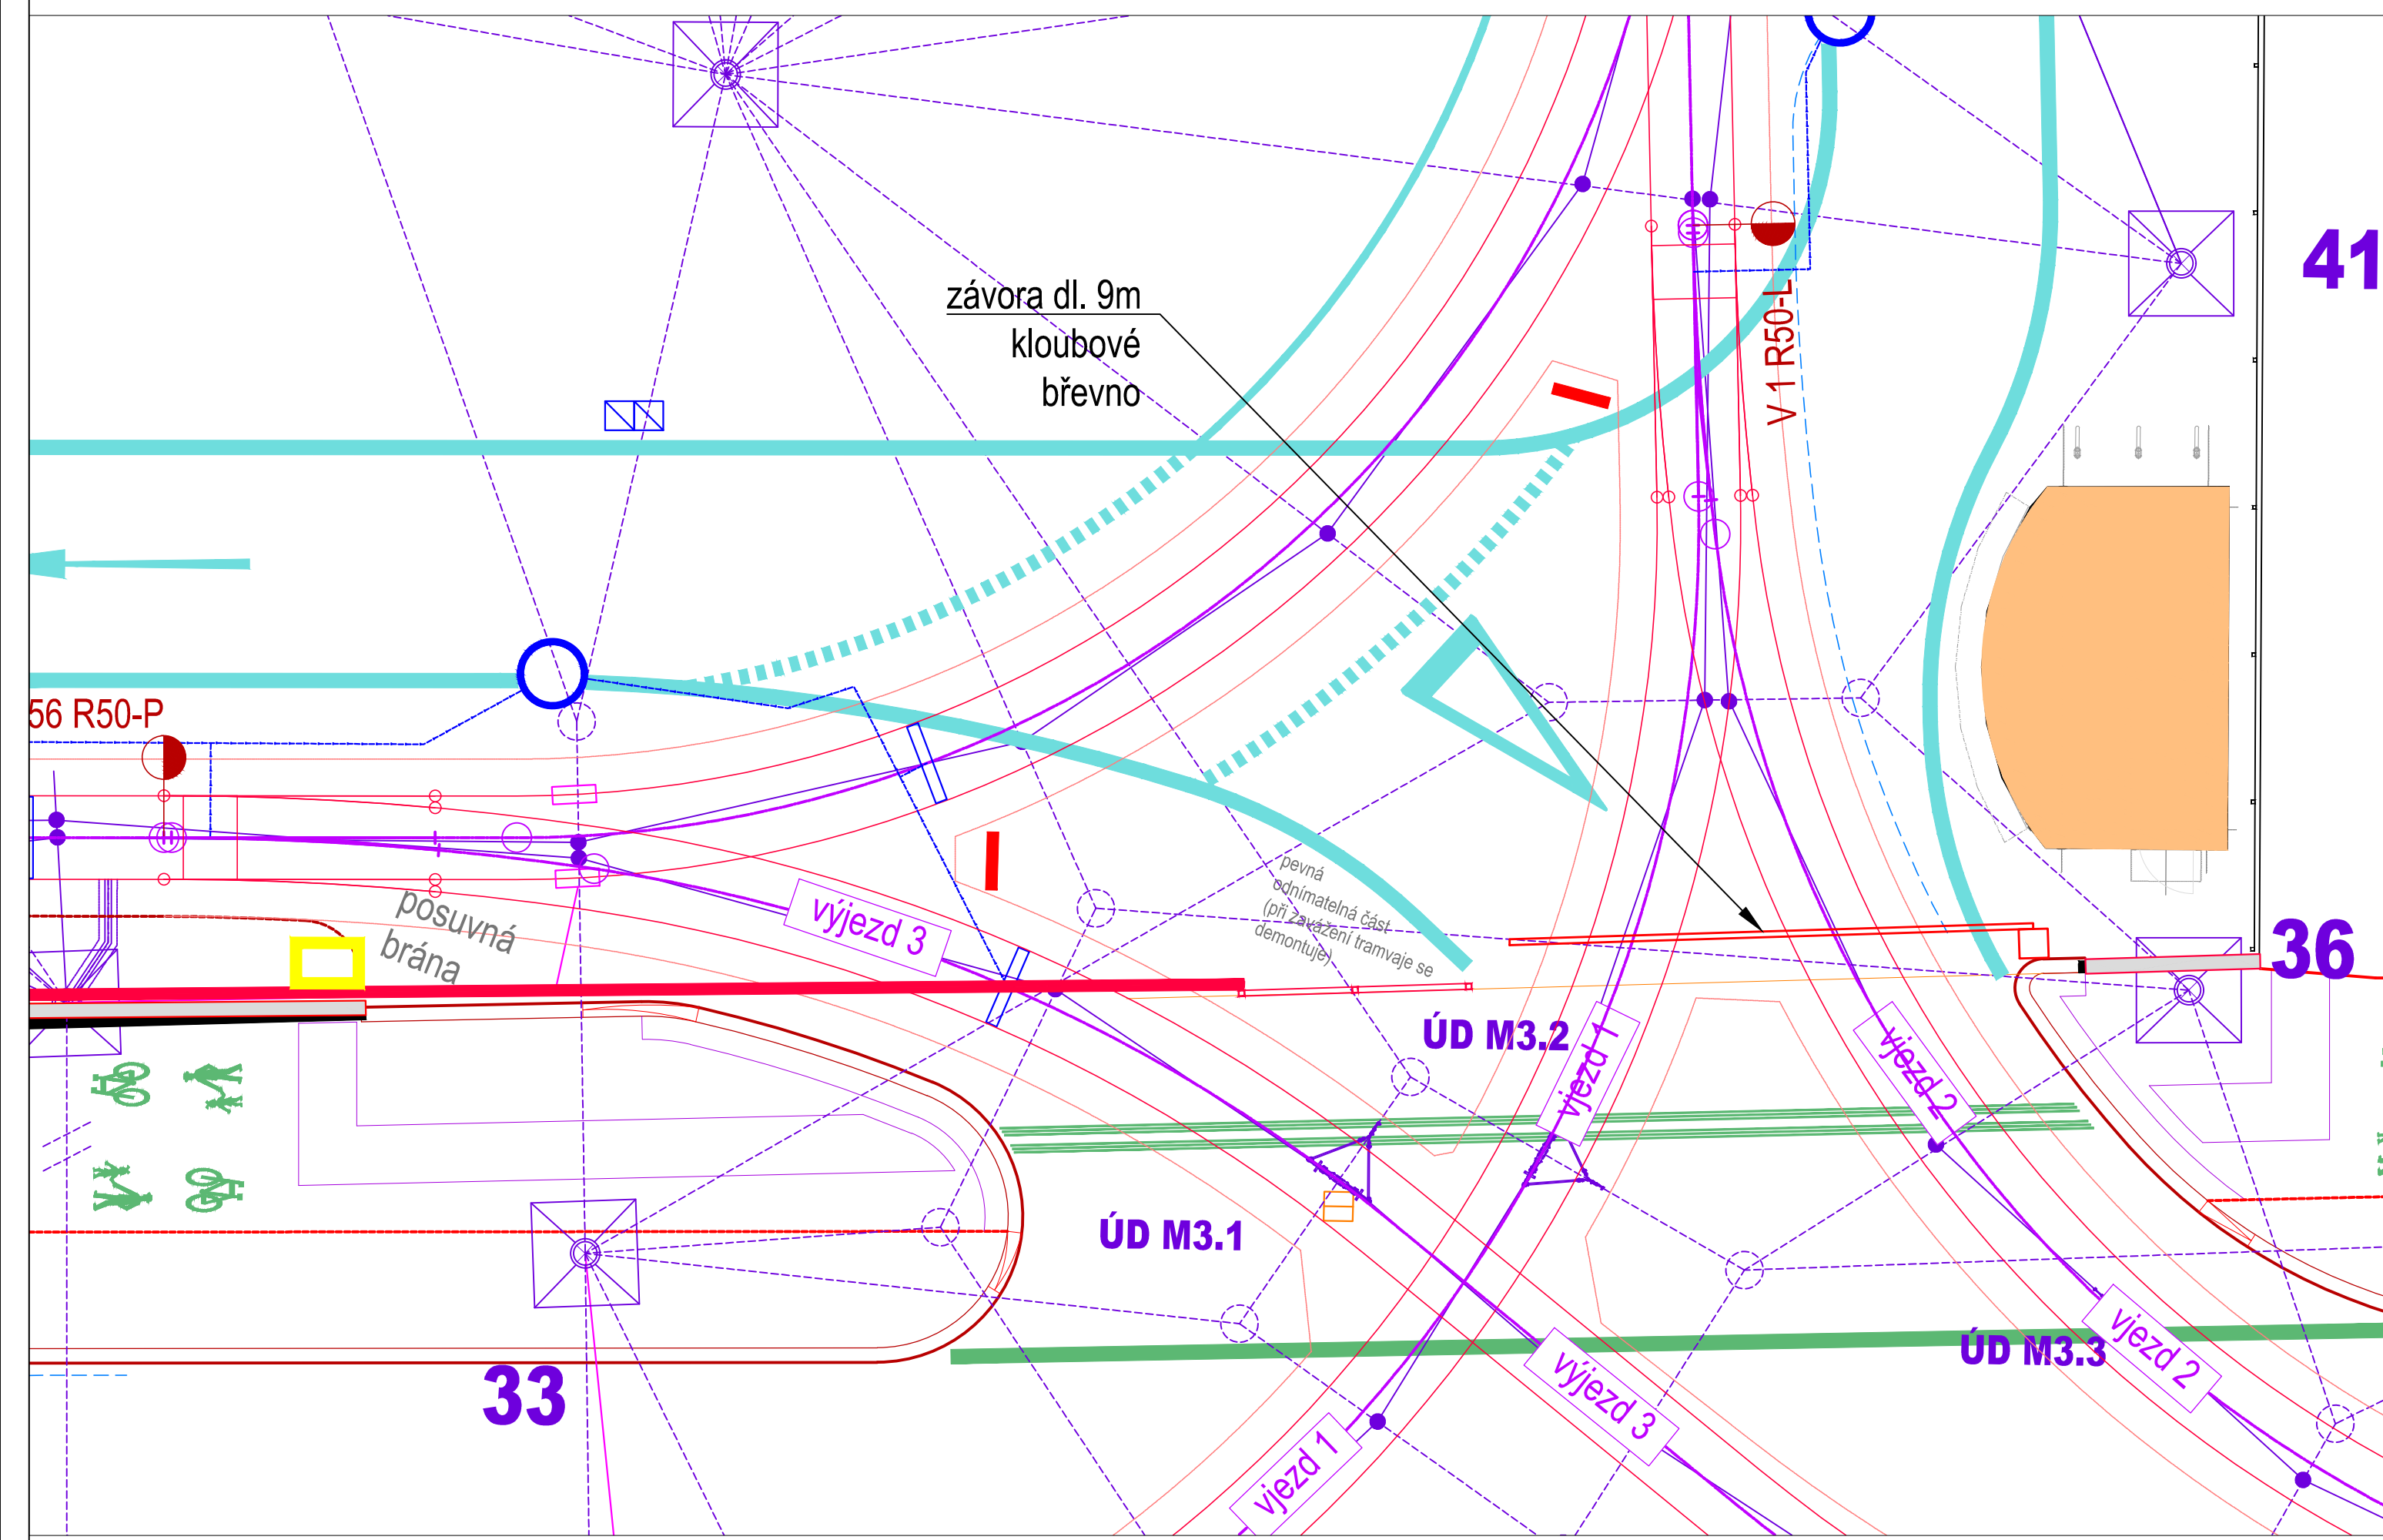 41
závora dl. 9m
kloubové
břevno
V 1 R50-L
56 R50-P
posuvná
brána
výjezd 3
pevná
odnímatelná část
(při zavážení tramvaje se
demontuje)
36
ÚD M3.2
vjezd 1
vjezd 2
ÚD M3.1
ÚD M3.3
vjezd 2
výjezd 3
33
vjezd 1